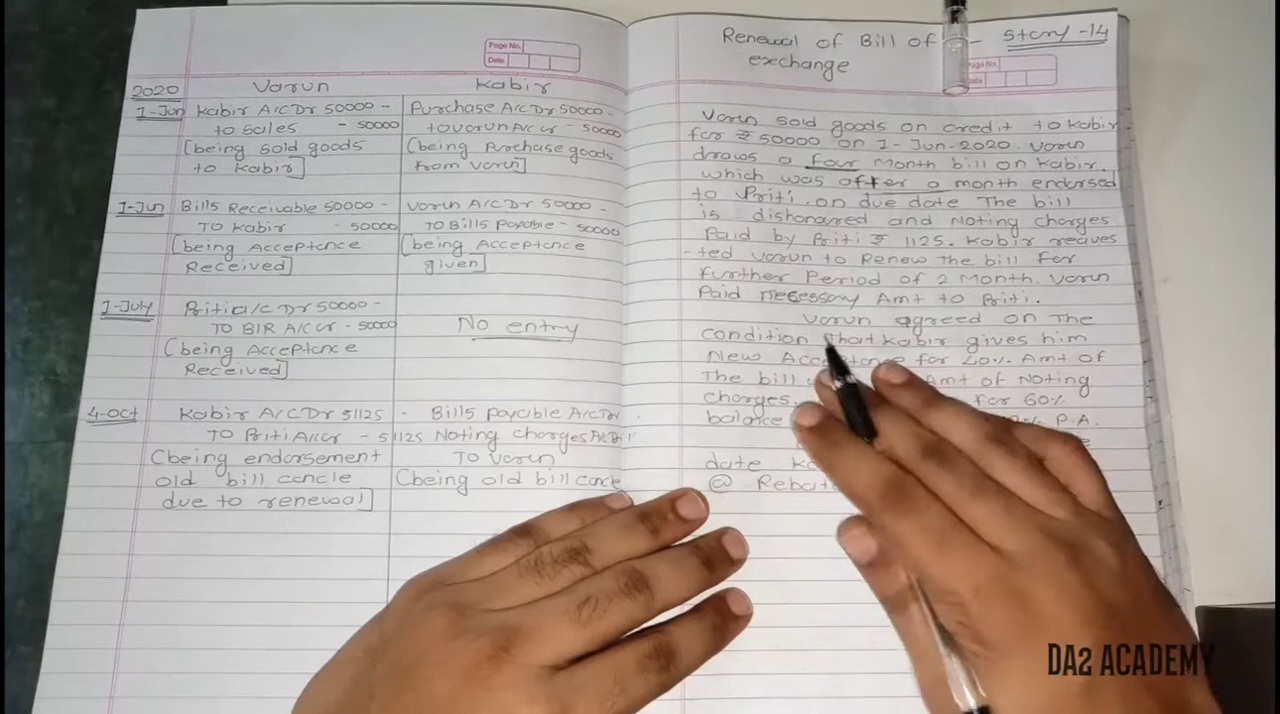 Page No.
Date
2020
Varun
Kabir
1-Jun Kabir A/C Dr 50000 -
to sales - 50000
[being sold goods
to kabir]
Purchase A/C Dr 50000 -
to varun A/c cr - 50000
[being Purchase goods
from varun]
1-Jun Bills Receivable 50000 -
TO Kabir - 50000
[being Acceptance
Received]
varun A/C Dr 50000 -
TO Bills Payable - 50000
[being Acceptance
given]
1-July Priti a/c Dr 50000 -
TO B/R A/C cr - 50000
[being Acceptance
Received]
No entry
4-Oct Kabir A/C Dr 51125 -
TO Priti A/c cr - 51125
[being endorsement
old bill cancle
due to renewal]
Bills payable A/C Dr
Noting charges A/c Dr
TO Varun
[being old bill cancle
Renewal of Bill of - Story -14
exchange
Page No.
Varun sold goods on credit to kabir
for ₹ 50000 on 1-Jun-2020. Varun
draws a four Month bill on Kabir.
which was after a month endorsed
to Priti. on due date The bill
is dishonured and Noting charges
Paid by Priti ₹ 1125. Kabir reques
-ted varun to Renew the bill for
further Period of 2 Month. Varun
Paid necessary Amt to Priti.
Varun agreed on The
condition That Kabir gives him
New Acceptance for 40% Amt of
The bill Amt of Noting
charges. for 60%
balance % P.A.
date
@ Rebate
DA2 ACADEMY